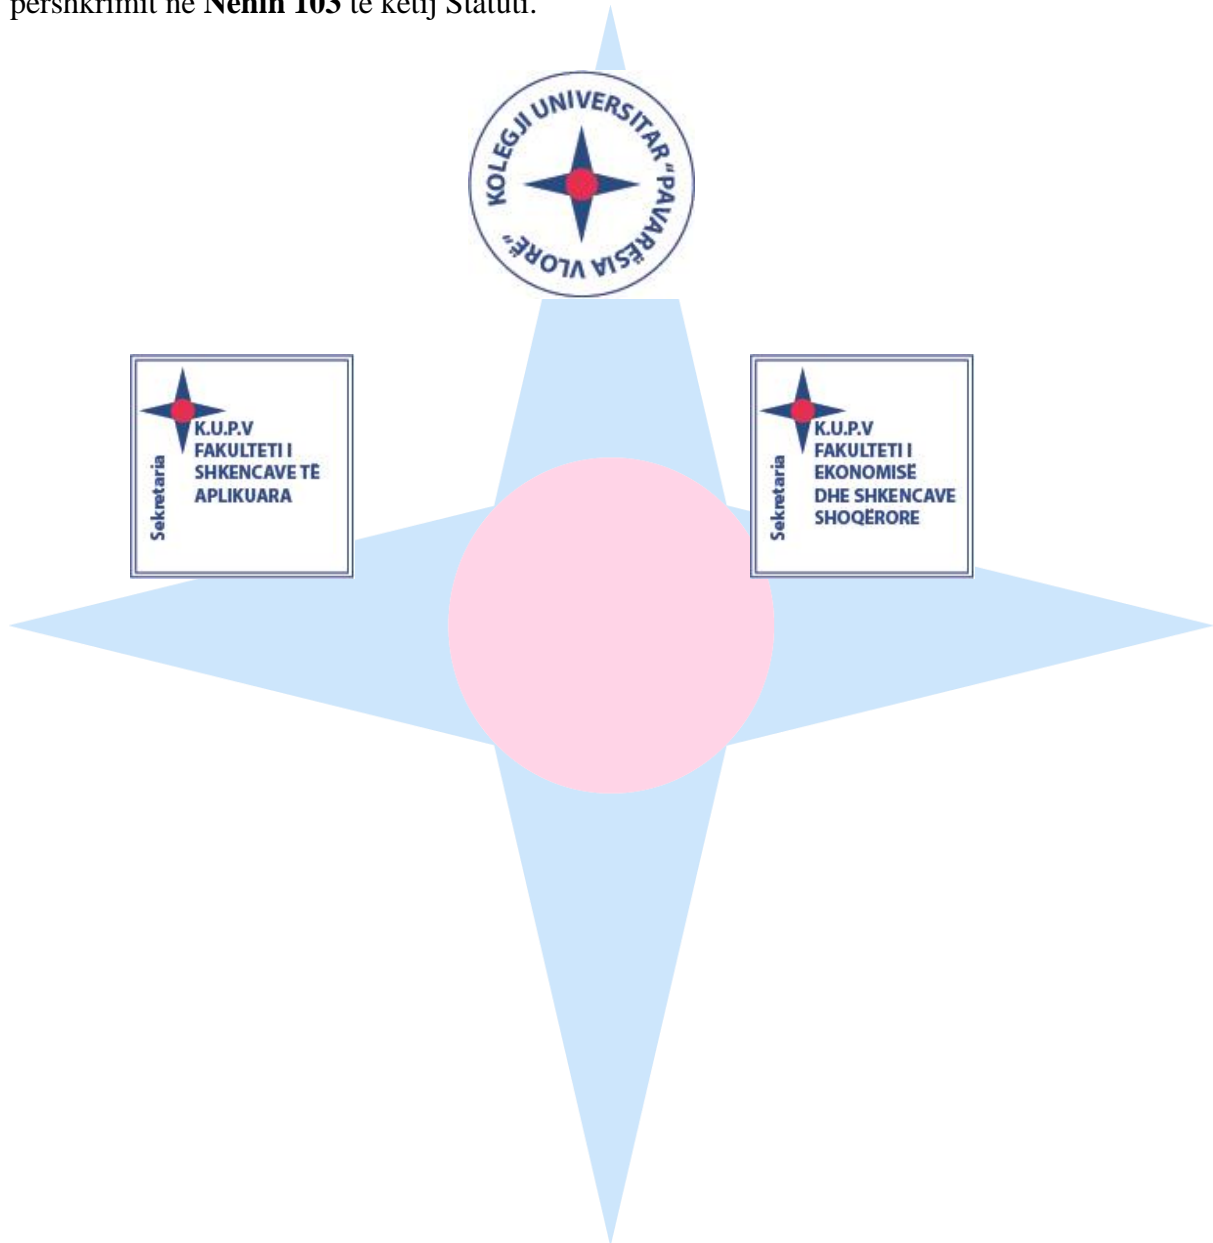 përshkrimit në Nenin 103 të këtij Statuti.
KOLEGJI UNIVERSITAR "PAVARËSIA VLORË"
Sekretaria
K.U.P.V
FAKULTETI I
SHKENCAVE TË
APLIKUARA
Sekretaria
K.U.P.V
FAKULTETI I
EKONOMISË
DHE SHKENCAVE
SHOQËRORE